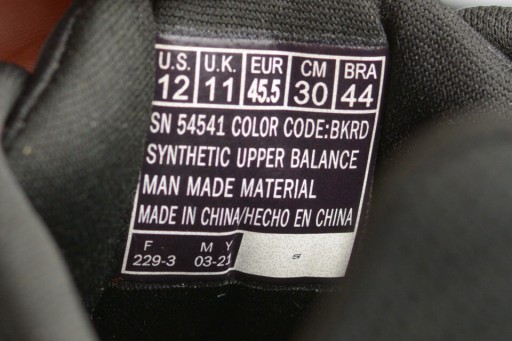 U.S. U.K. EUR CM BRA
12 11 45.5 30 44
SN 54541 COLOR CODE:BKRD
SYNTHETIC UPPER BALANCE
MAN MADE MATERIAL
MADE IN CHINA/HECHO EN CHINA
F M Y
229-3 03-21